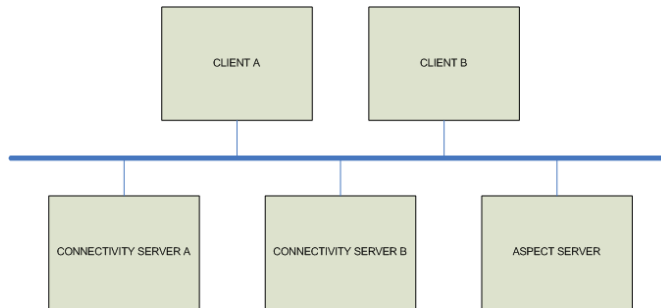 CLIENT A
CLIENT B
CONNECTIVITY SERVER A
CONNECTIVITY SERVER B
ASPECT SERVER